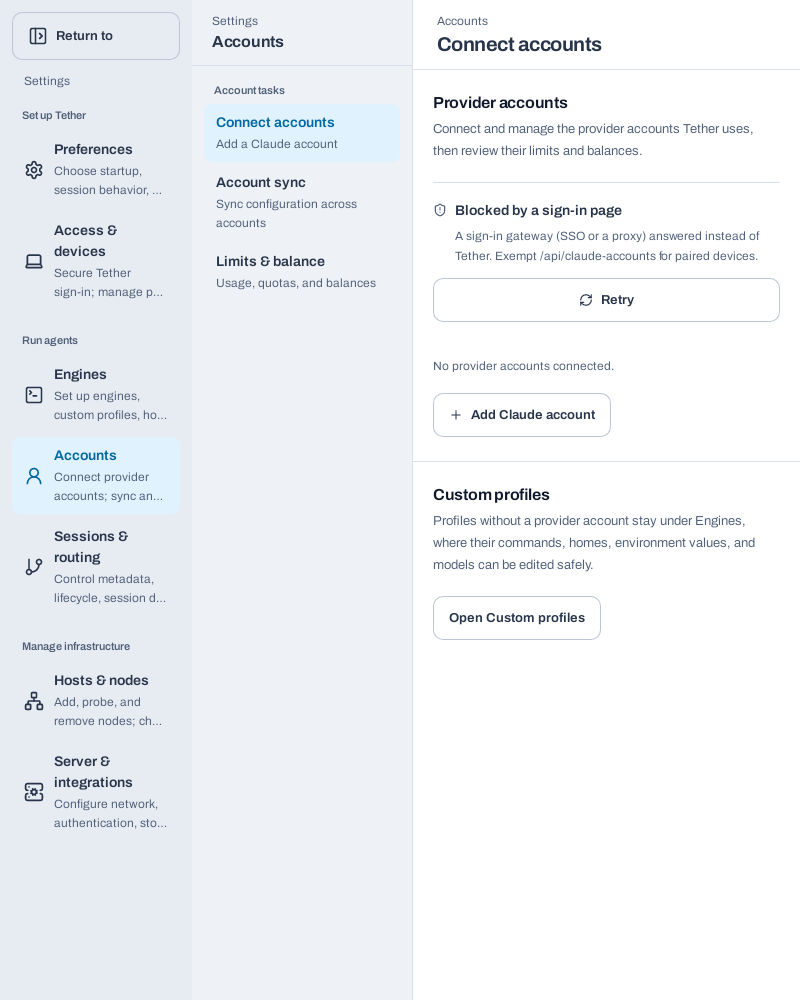 Return to
Settings
Set up Tether
Preferences
Choose startup,
session behavior, ...
Access &
devices
Secure Tether
sign-in; manage p...
Run agents
Engines
Set up engines,
custom profiles, ho...
Accounts
Connect provider
accounts; sync an...
Sessions &
routing
Control metadata,
lifecycle, session d...
Manage infrastructure
Hosts & nodes
Add, probe, and
remove nodes; ch...
Server &
integrations
Configure network,
authentication, sto...
Settings
Accounts
Account tasks
Connect accounts
Add a Claude account
Account sync
Sync configuration across
accounts
Limits & balance
Usage, quotas, and balances
Accounts
Connect accounts
Provider accounts
Connect and manage the provider accounts Tether uses,
then review their limits and balances.
Blocked by a sign-in page
A sign-in gateway (SSO or a proxy) answered instead of
Tether. Exempt /api/claude-accounts for paired devices.
Retry
No provider accounts connected.
Add Claude account
Custom profiles
Profiles without a provider account stay under Engines,
where their commands, homes, environment values, and
models can be edited safely.
Open Custom profiles